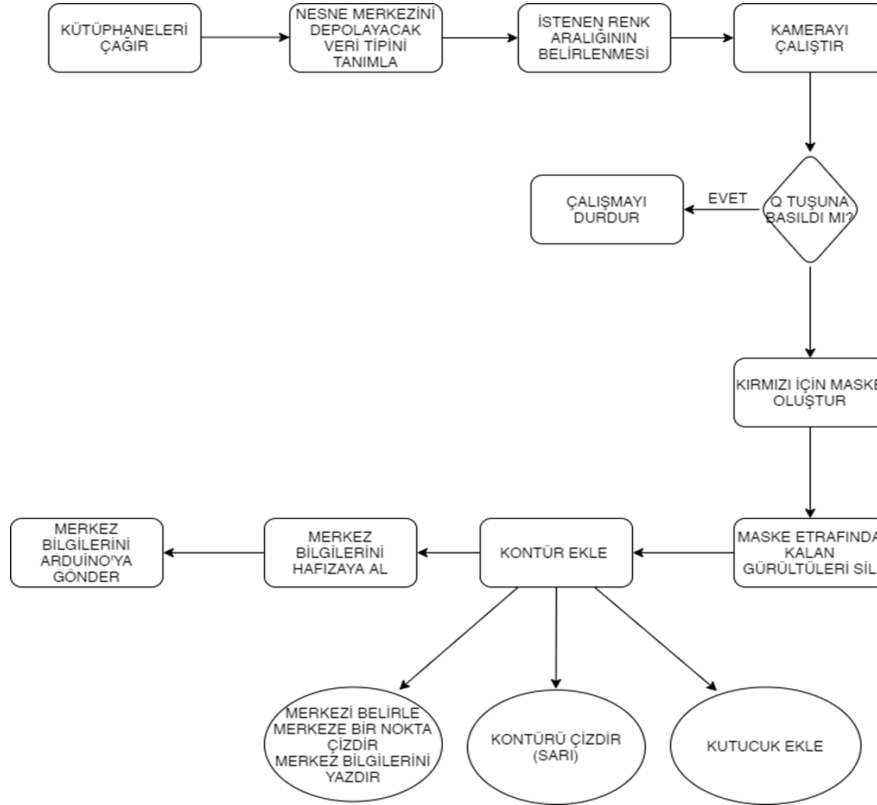 KÜTÜPHANELERİ
ÇAĞIR
NESNE MERKEZİNİ
DEPOLAYACAK
VERİ TİPİNİ
TANIMLA
İSTENEN RENK
ARALIĞININ
BELİRLENMESİ
KAMERAYI
ÇALIŞTIR
Q TUŞUNA
BASILDI MI?
EVET
ÇALIŞMAYI
DURDUR
KIRMIZI İÇİN MASKE
OLUŞTUR
MASKE ETRAFINDA
KALAN
GÜRÜLTÜLERİ SİL
KONTÜR EKLE
MERKEZ
BİLGİLERİNİ
HAFIZAYA AL
MERKEZ
BİLGİLERİNİ
ARDUİNO'YA
GÖNDER
MERKEZİ BELİRLE
MERKEZE BİR NOKTA
ÇİZDİR
MERKEZ BİLGİLERİNİ
YAZDIR
KONTÜRÜ ÇİZDİR
(SARI)
KUTUCUK EKLE